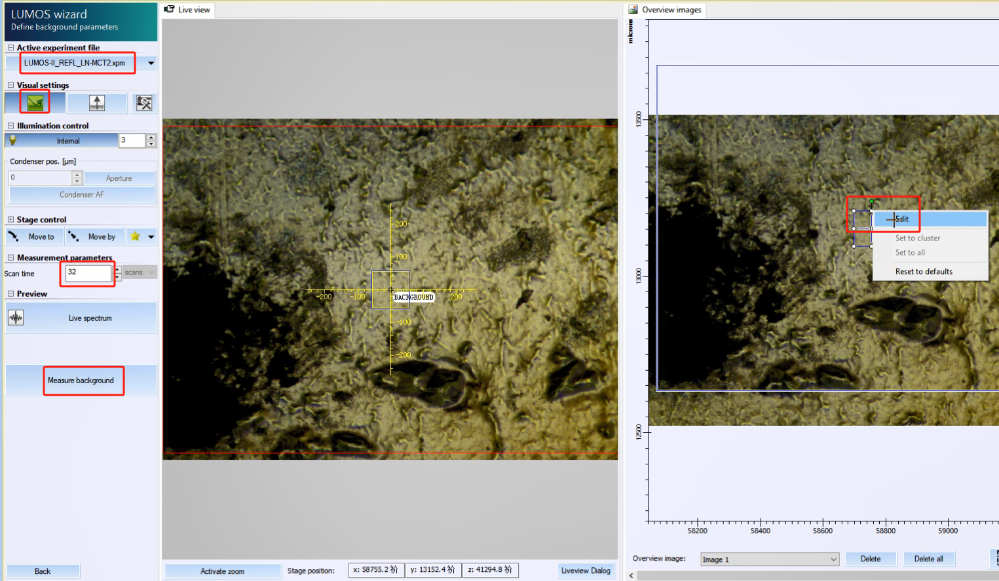 LUMOS wizard
Define background parameters
Active experiment file
LUMOS-II_REFL_LN-MCT2.xpm
Visual settings
Illumination control
Internal
3
Condenser pos. [µm]
0
Aperture
Condenser AF
Stage control
Move to
Move by
Measurement parameters
Scan time
32
scans
Preview
Live spectrum
Measure background
Back
Live view
200
100
-200
-100
200
BACKGROUND
-100
-200
Activate zoom
Stage position:
x: 58755.2 裄
y: 13152.4 裄
z: 41294.8 裄
Liveview Dialog
Overview images
microns
13500
13000
12500
Edit
Set to cluster
Set to all
Reset to defaults
58200
58400
58600
58800
59000
Overview image:
Image 1
Delete
Delete all